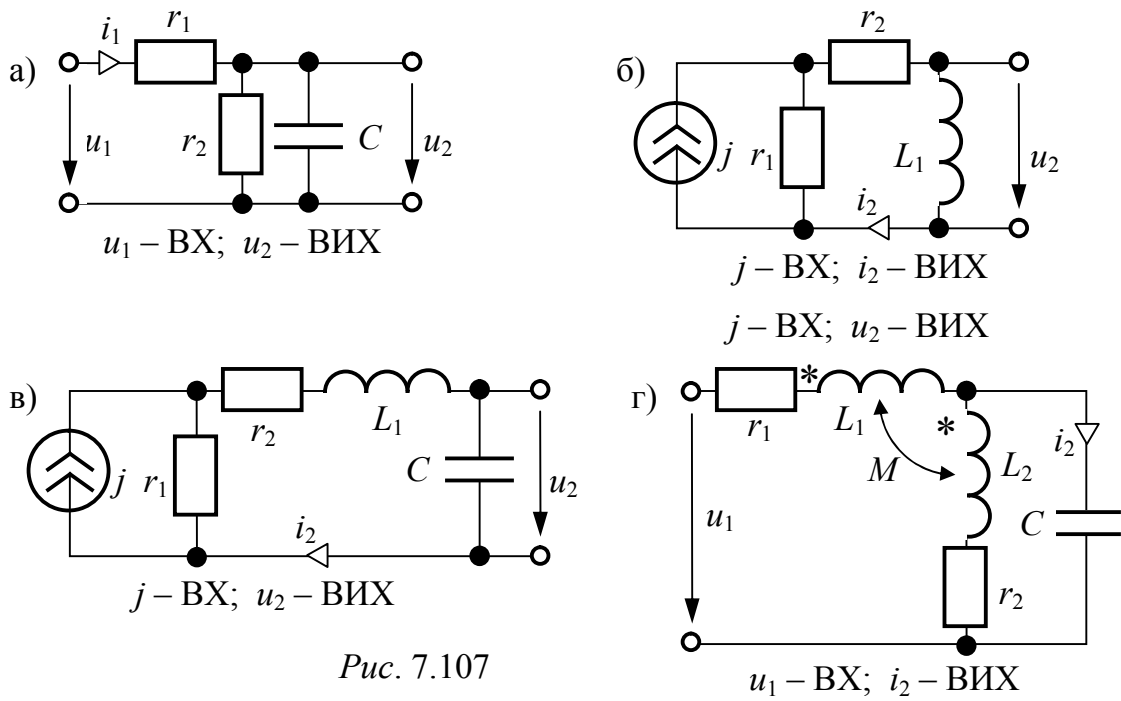 а) i1 r1 r2 C u1 u2
u1 – ВХ; u2 – ВИХ
б) r2 j r1 L1 u2 i2
j – ВХ; i2 – ВИХ
j – ВХ; u2 – ВИХ
в) r2 L1 j r1 C u2 i2
j – ВХ; u2 – ВИХ
г) r1 * L1 * M L2 i2 u1 C r2
u1 – ВХ; i2 – ВИХ
Рис. 7.107